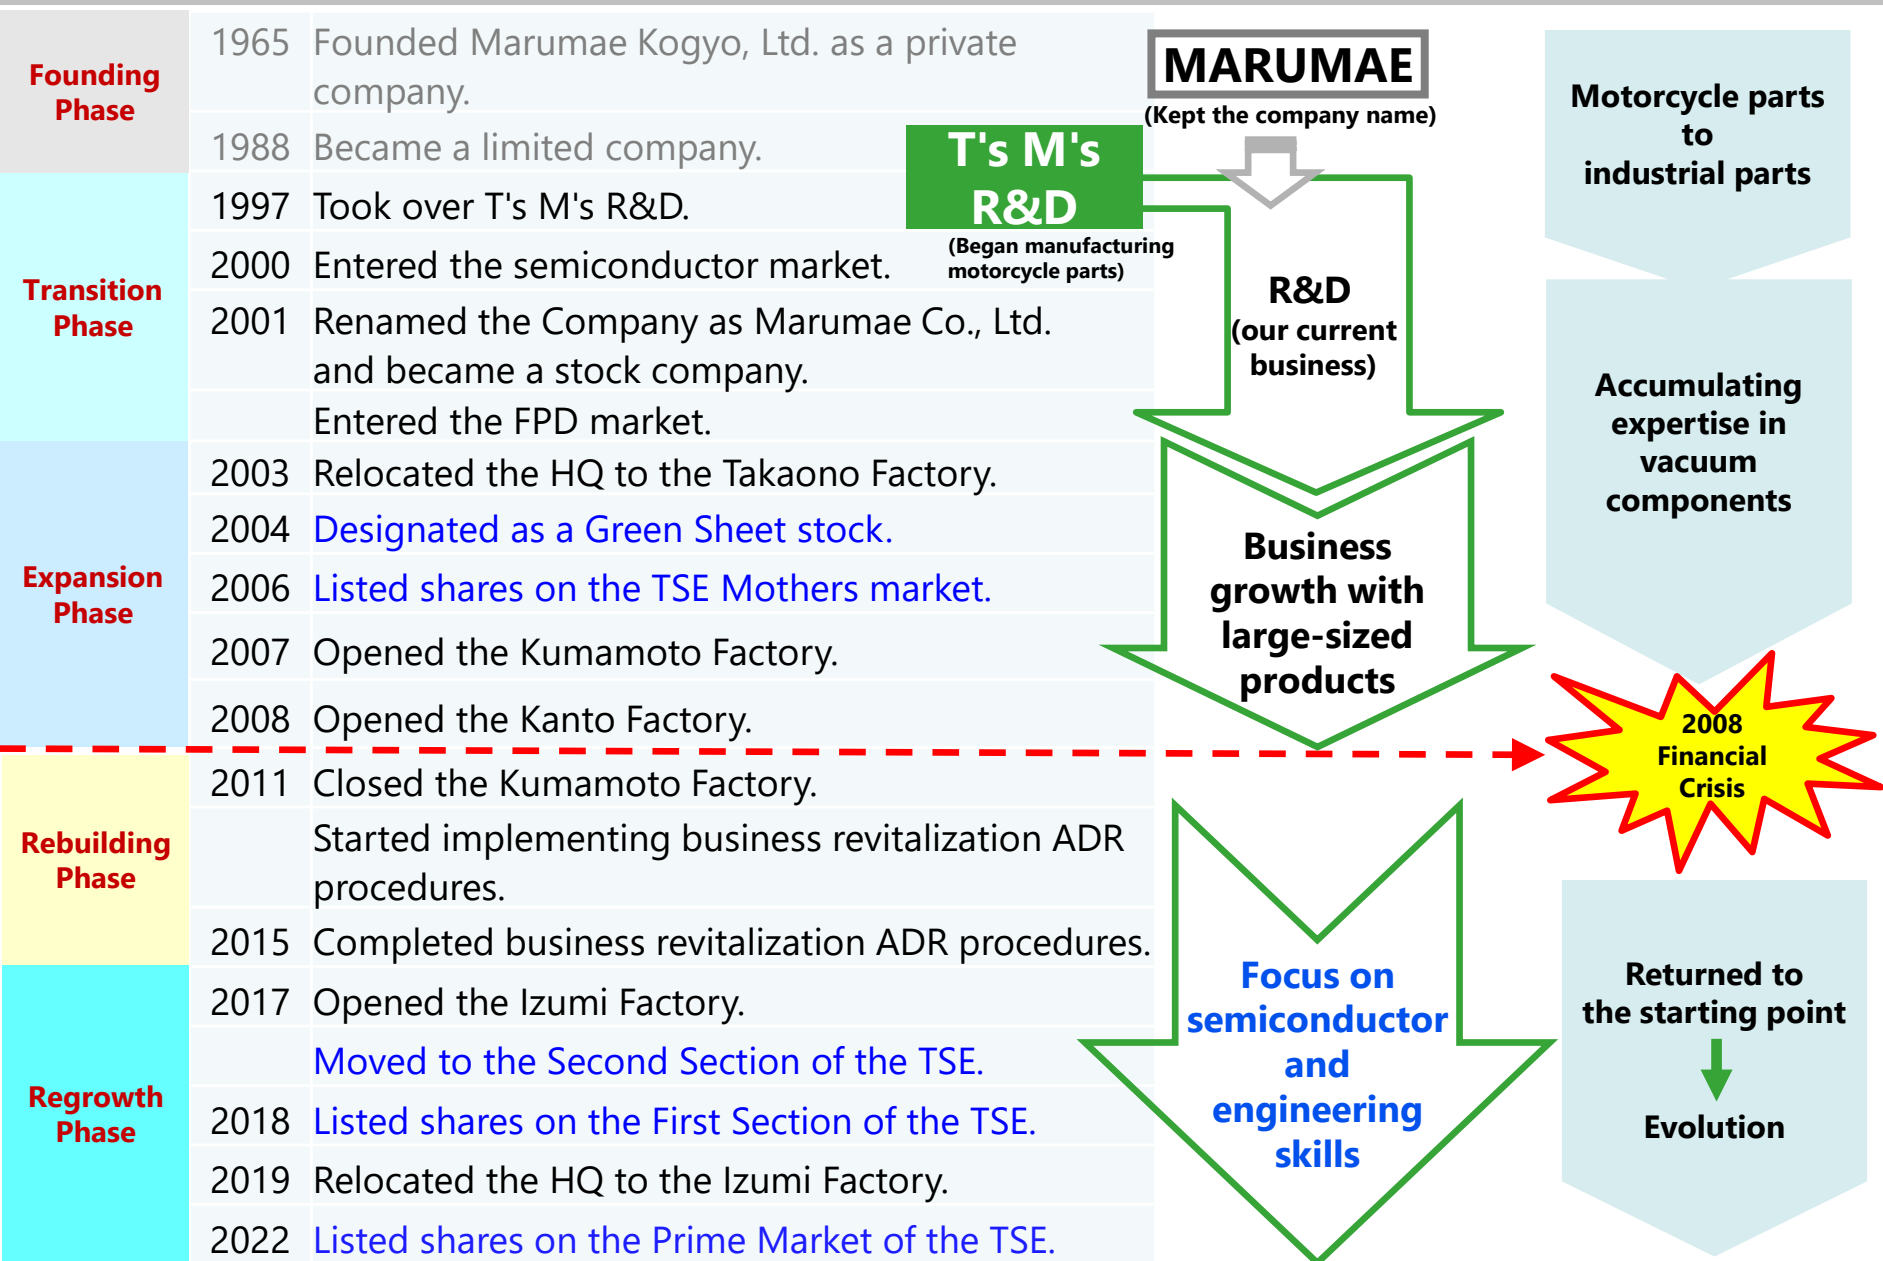 Founding
Phase
1965 Founded Marumae Kogyo, Ltd. as a private
company.
1988 Became a limited company.
Transition
Phase
1997 Took over T's M's R&D.
2000 Entered the semiconductor market.
2001 Renamed the Company as Marumae Co., Ltd.
and became a stock company.
Entered the FPD market.
Expansion
Phase
2003 Relocated the HQ to the Takaono Factory.
2004 Designated as a Green Sheet stock.
2006 Listed shares on the TSE Mothers market.
2007 Opened the Kumamoto Factory.
2008 Opened the Kanto Factory.
Rebuilding
Phase
2011 Closed the Kumamoto Factory.
Started implementing business revitalization ADR
procedures.
2015 Completed business revitalization ADR procedures.
Regrowth
Phase
2017 Opened the Izumi Factory.
Moved to the Second Section of the TSE.
2018 Listed shares on the First Section of the TSE.
2019 Relocated the HQ to the Izumi Factory.
2022 Listed shares on the Prime Market of the TSE.
MARUMAE
(Kept the company name)
T's M's
R&D
(Began manufacturing
motorcycle parts)
R&D
(our current
business)
Business
growth with
large-sized
products
Focus on
semiconductor
and
engineering
skills
Motorcycle parts
to
industrial parts
Accumulating
expertise in
vacuum
components
2008
Financial
Crisis
Returned to
the starting point
Evolution